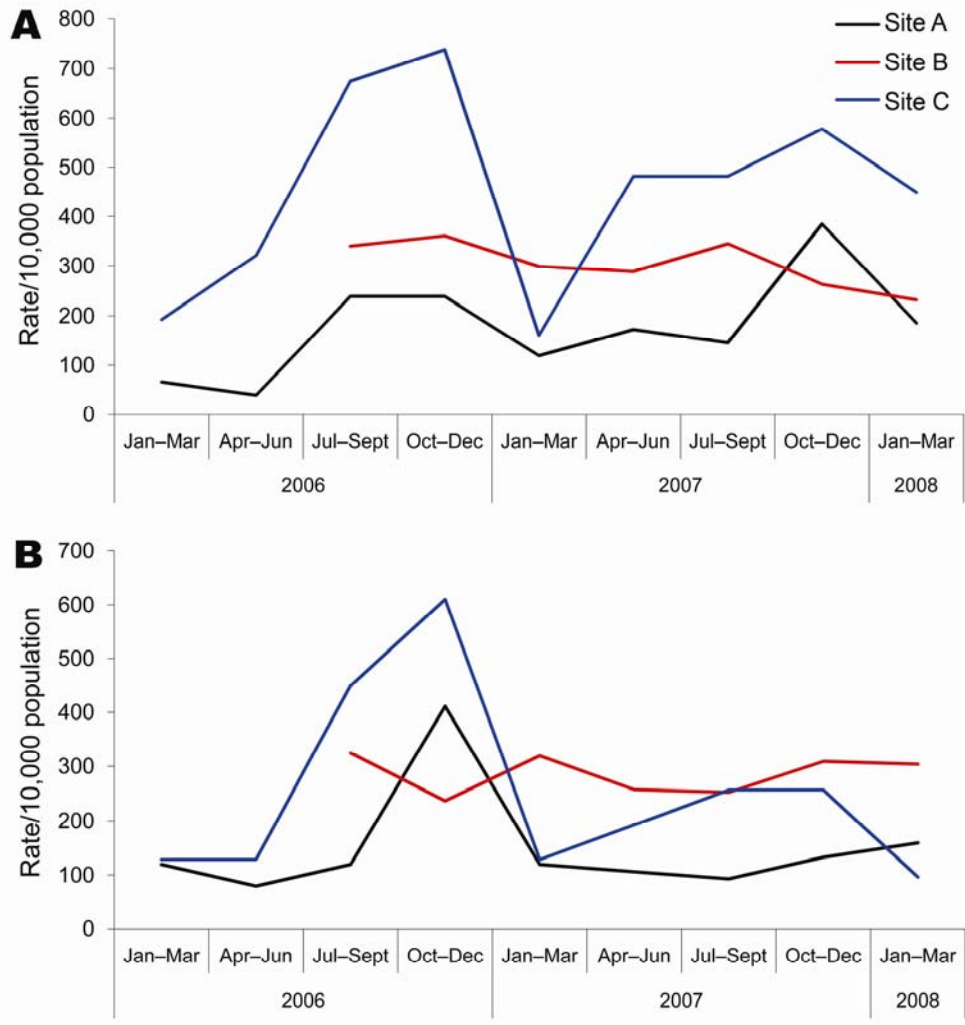 A
Rate/10,000 population
800
700
600
500
400
300
200
100
0
Site A
Site B
Site C
Jan–Mar Apr–Jun Jul–Sept Oct–Dec Jan–Mar Apr–Jun Jul–Sept Oct–Dec Jan–Mar
2006 2007 2008
B
Rate/10,000 population
700
600
500
400
300
200
100
0
Jan–Mar Apr–Jun Jul–Sept Oct–Dec Jan–Mar Apr–Jun Jul–Sept Oct–Dec Jan–Mar
2006 2007 2008